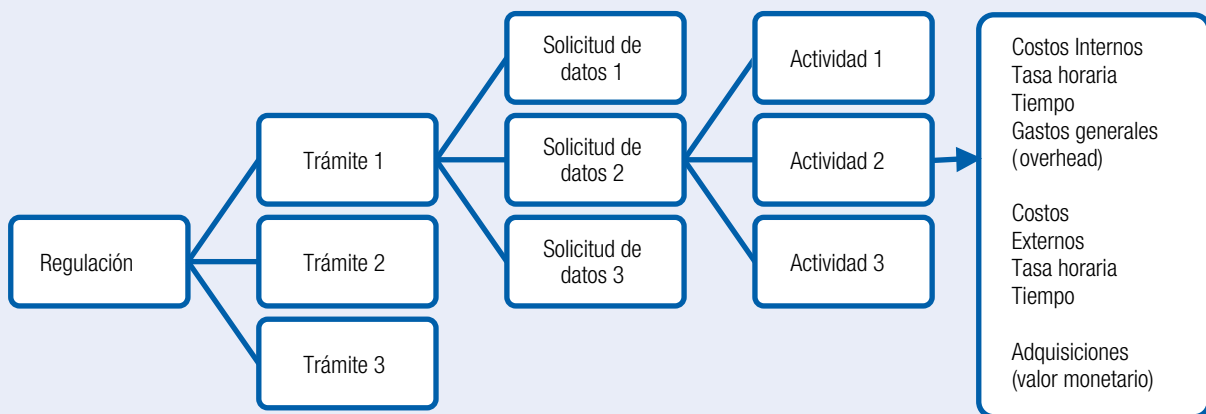 Regulación
Trámite 1
Trámite 2
Trámite 3
Solicitud de
datos 1
Solicitud de
datos 2
Solicitud de
datos 3
Actividad 1
Actividad 2
Actividad 3
Costos Internos
Tasa horaria
Tiempo
Gastos generales
(overhead)
Costos
Externos
Tasa horaria
Tiempo
Adquisiciones
(valor monetario)